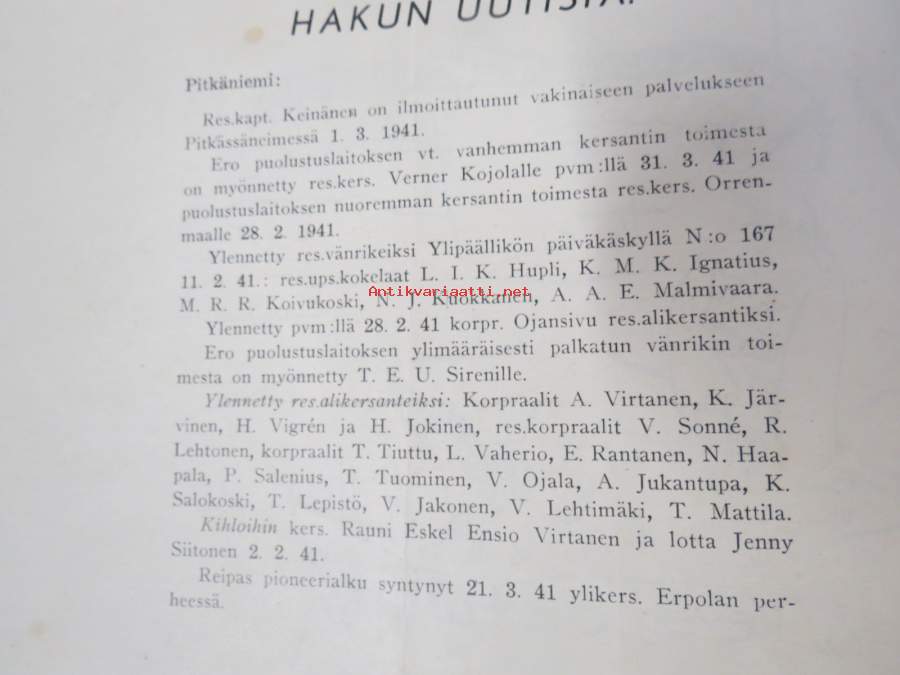 HAKUN UUTISIA.
Pitkäniemi:
Res.kapt. Keinänen on ilmoittautunut vakinaiseen palvelukseen
Pitkässäneimessä 1. 3. 1941.
Ero puolustuslaitoksen vt. vanhemman kersantin toimesta
on myönnetty res.kers. Verner Kojolalle pvm:llä 31. 3. 41 ja
puolustuslaitoksen nuoremman kersantin toimesta res.kers. Orren-
maalle 28. 2. 1941.
Ylennetty res.vänrikeiksi Ylipäällikön päiväkäskyllä N:o 167
11. 2. 41.: res.ups.kokelaat L. I. K. Hupli, K. M. K. Ignatius,
M. R. R. Koivukoski, N. J. Kuokkanen, A. A. E. Malmivaara.
Antikvariaatti.net
Ylennetty pvm:llä 28. 2. 41 korpr. Ojansivu res.alikersantiksi.
Ero puolustuslaitoksen ylimääräisesti palkatun vänrikin toi-
mesta on myönnetty T. E. U. Sirenille.
Ylennetty res.alikersanteiksi: Korpraalit A. Virtanen, K. Jär-
vinen, H. Vigrén ja H. Jokinen, res.korpraalit V. Sonné, R.
Lehtonen, korpraalit T. Tiuttu, L. Vaherio, E. Rantanen, N. Haa-
pala, P. Salenius, T. Tuominen, V. Ojala, A. Jukantupa, K.
Salokoski, T. Lepistö, V. Jakonen, V. Lehtimäki, T. Mattila.
Kihloihin kers. Rauni Eskel Ensio Virtanen ja lotta Jenny
Siitonen 2. 2. 41.
Reipas pioneerialku syntynyt 21. 3. 41 ylikers. Erpolan per-
heessä.